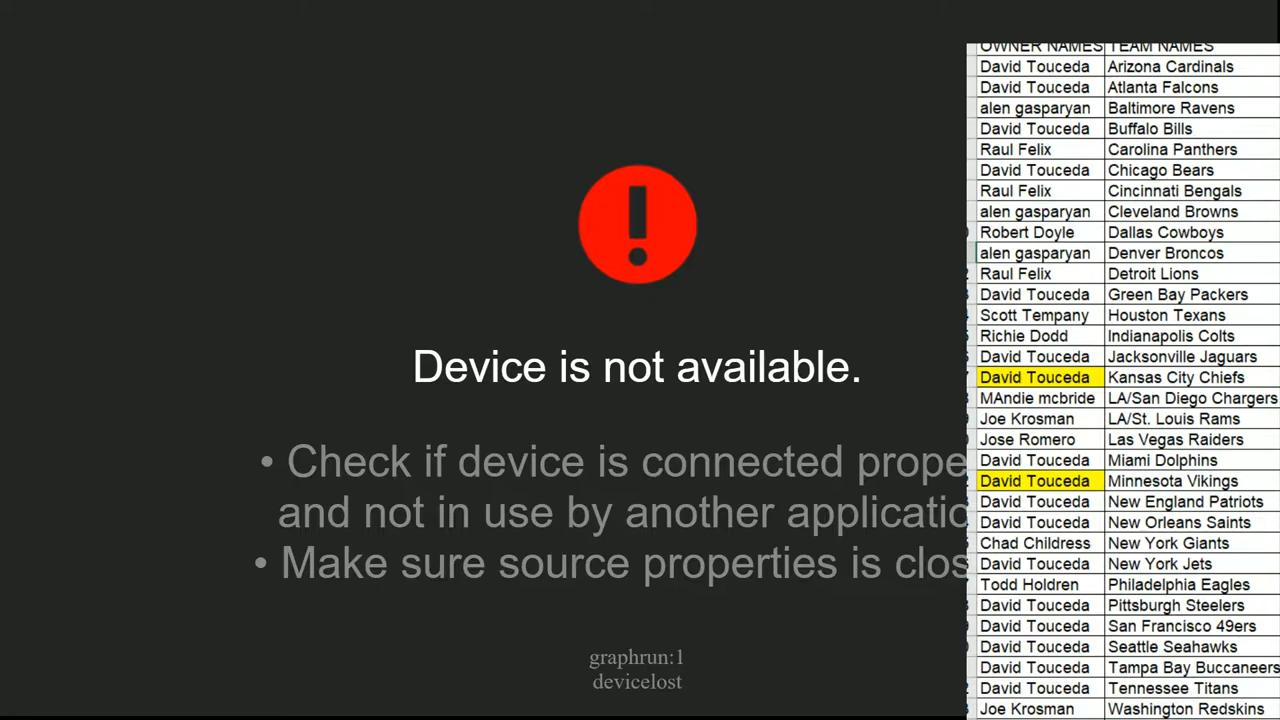 Device is not available.
• Check if device is connected prope
and not in use by another applicatio
• Make sure source properties is clos
graphrun:1
devicelost
OWNER NAMES TEAM NAMES
David Touceda Arizona Cardinals
David Touceda Atlanta Falcons
alen gasparyan Baltimore Ravens
David Touceda Buffalo Bills
Raul Felix Carolina Panthers
David Touceda Chicago Bears
Raul Felix Cincinnati Bengals
alen gasparyan Cleveland Browns
Robert Doyle Dallas Cowboys
alen gasparyan Denver Broncos
Raul Felix Detroit Lions
David Touceda Green Bay Packers
Scott Tempany Houston Texans
Richie Dodd Indianapolis Colts
David Touceda Jacksonville Jaguars
David Touceda Kansas City Chiefs
MAndie mcbride LA/San Diego Chargers
Joe Krosman LA/St. Louis Rams
Jose Romero Las Vegas Raiders
David Touceda Miami Dolphins
David Touceda Minnesota Vikings
David Touceda New England Patriots
David Touceda New Orleans Saints
Chad Childress New York Giants
David Touceda New York Jets
Todd Holdren Philadelphia Eagles
David Touceda Pittsburgh Steelers
David Touceda San Francisco 49ers
David Touceda Seattle Seahawks
David Touceda Tampa Bay Buccaneers
David Touceda Tennessee Titans
Joe Krosman Washington Redskins